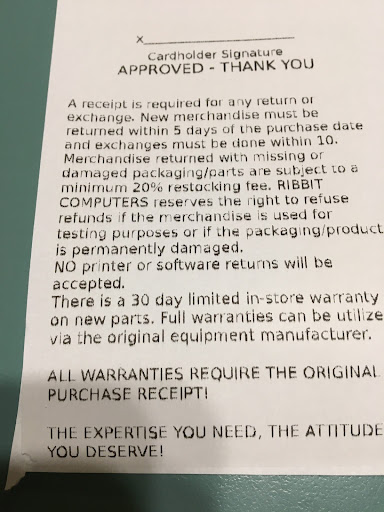 x
Cardholder Signature
APPROVED - THANK YOU
A receipt is required for any return or
exchange. New merchandise must be
returned within 5 days of the purchase date
and exchanges must be done within 10.
Merchandise returned with missing or
damaged packaging/parts are subject to a
minimum 20% restocking fee. RIBBIT
COMPUTERS reserves the right to refuse
refunds if the merchandise is used for
testing purposes or if the packaging/product
is permanently damaged.
NO printer or software returns will be
accepted.
There is a 30 day limited in-store warranty
on new parts. Full warranties can be utilize
via the original equipment manufacturer.
ALL WARRANTIES REQUIRE THE ORIGINAL
PURCHASE RECEIPT!
THE EXPERTISE YOU NEED, THE ATTITUDE
YOU DESERVE!